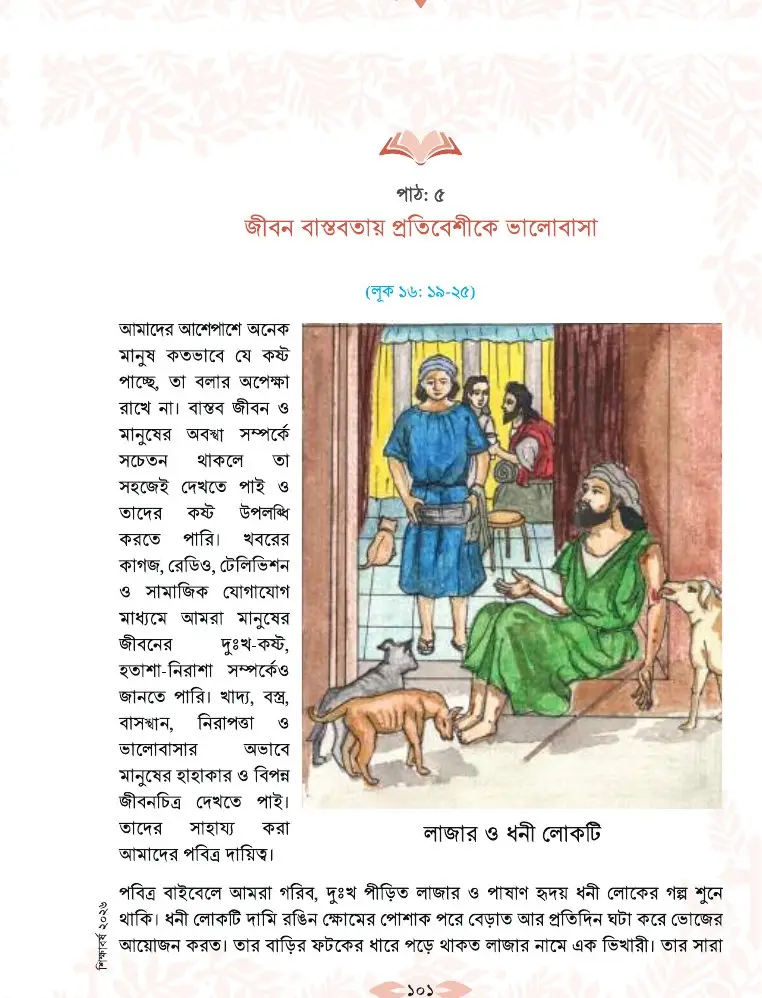 পাঠ: ৫
জীবন বাস্তবতায় প্রতিবেশীকে ভালোবাসা
(লূক ১৬: ১৯-২৫)
আমাদের আশেপাশে অনেক
মানুষ কতভাবে যে কষ্ট
পাচ্ছে, তা বলার অপেক্ষা
রাখে না। বাস্তব জীবন ও
মানুষের অবস্থা সম্পর্কে
সচেতন থাকলে তা
সহজেই দেখতে পাই ও
তাদের কষ্ট উপলব্ধি
করতে পারি। খবরের
কাগজ, রেডিও, টেলিভিশন
ও সামাজিক যোগাযোগ
মাধ্যমে আমরা মানুষের
জীবনের দুঃখ-কষ্ট,
হতাশা-নিরাশা সম্পর্কেও
জানতে পারি। খাদ্য, বস্ত্র,
বাসস্থান, নিরাপত্তা ও
ভালোবাসার অভাবে
মানুষের হাহাকার ও বিপন্ন
জীবনচিত্র দেখতে পাই।
তাদের সাহায্য করা
আমাদের পবিত্র দায়িত্ব।
লাজার ও ধনী লোকটি
পবিত্র বাইবেলে আমরা গরিব, দুঃখ পীড়িত লাজার ও পাষাণ হৃদয় ধনী লোকের গল্প শুনে
থাকি। ধনী লোকটি দামি রঙিন ক্ষোমের পোশাক পরে বেড়াত আর প্রতিদিন ঘটা করে ভোজের
আয়োজন করত। তার বাড়ির ফটকের ধারে পড়ে থাকত লাজার নামে এক ভিখারী। তার সারা
শিক্ষাবর্ষ ২০২৬
১০১